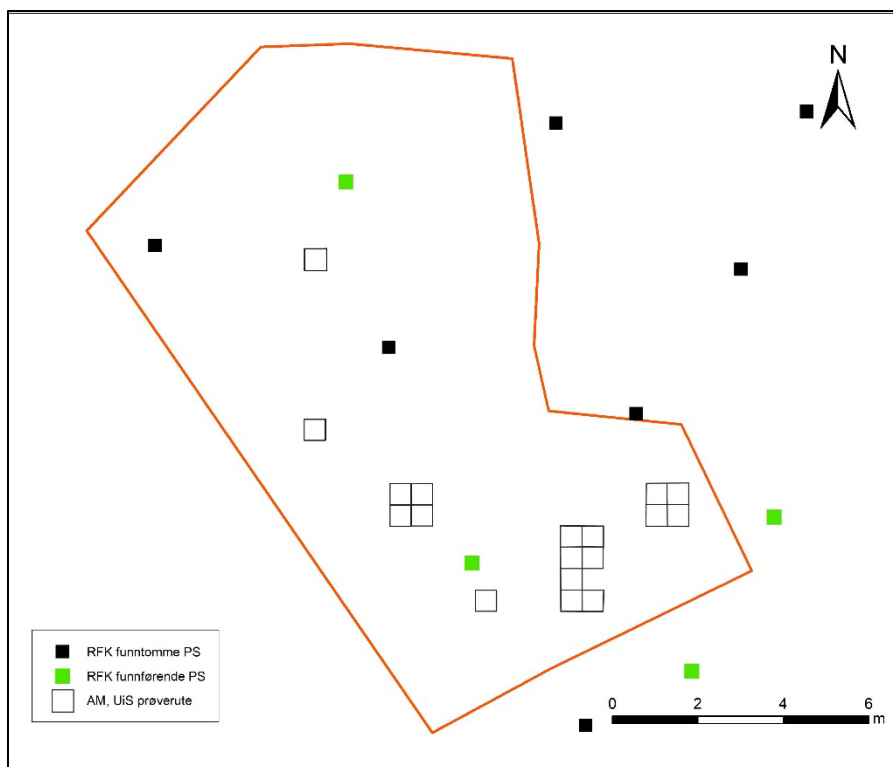 N
RFK funntomme PS
RFK funnførende PS
AM, UiS prøverute
0 2 4 6
m